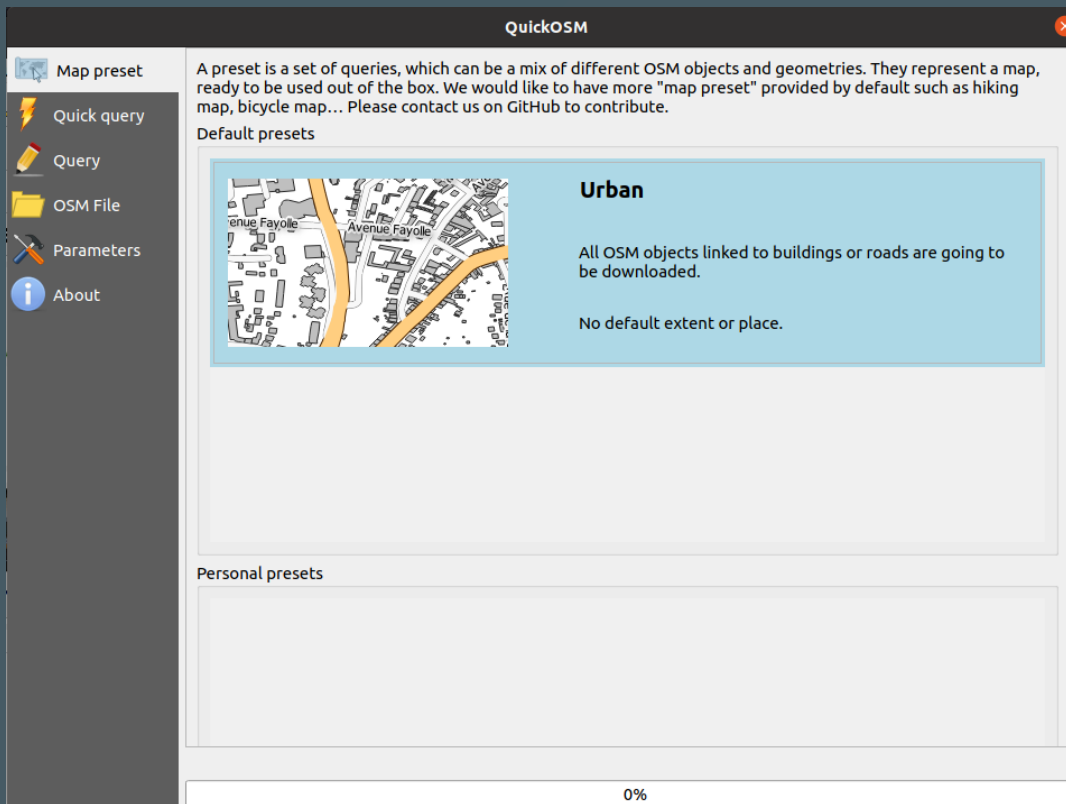 QuickOSM
Map preset
Quick query
Query
OSM File
Parameters
About
A preset is a set of queries, which can be a mix of different OSM objects and geometries. They represent a map,
ready to be used out of the box. We would like to have more "map preset" provided by default such as hiking
map, bicycle map... Please contact us on GitHub to contribute.
Default presets
enue Fayolle
Avenue Fayolle
Urban
All OSM objects linked to buildings or roads are going to
be downloaded.
No default extent or place.
Personal presets
0%